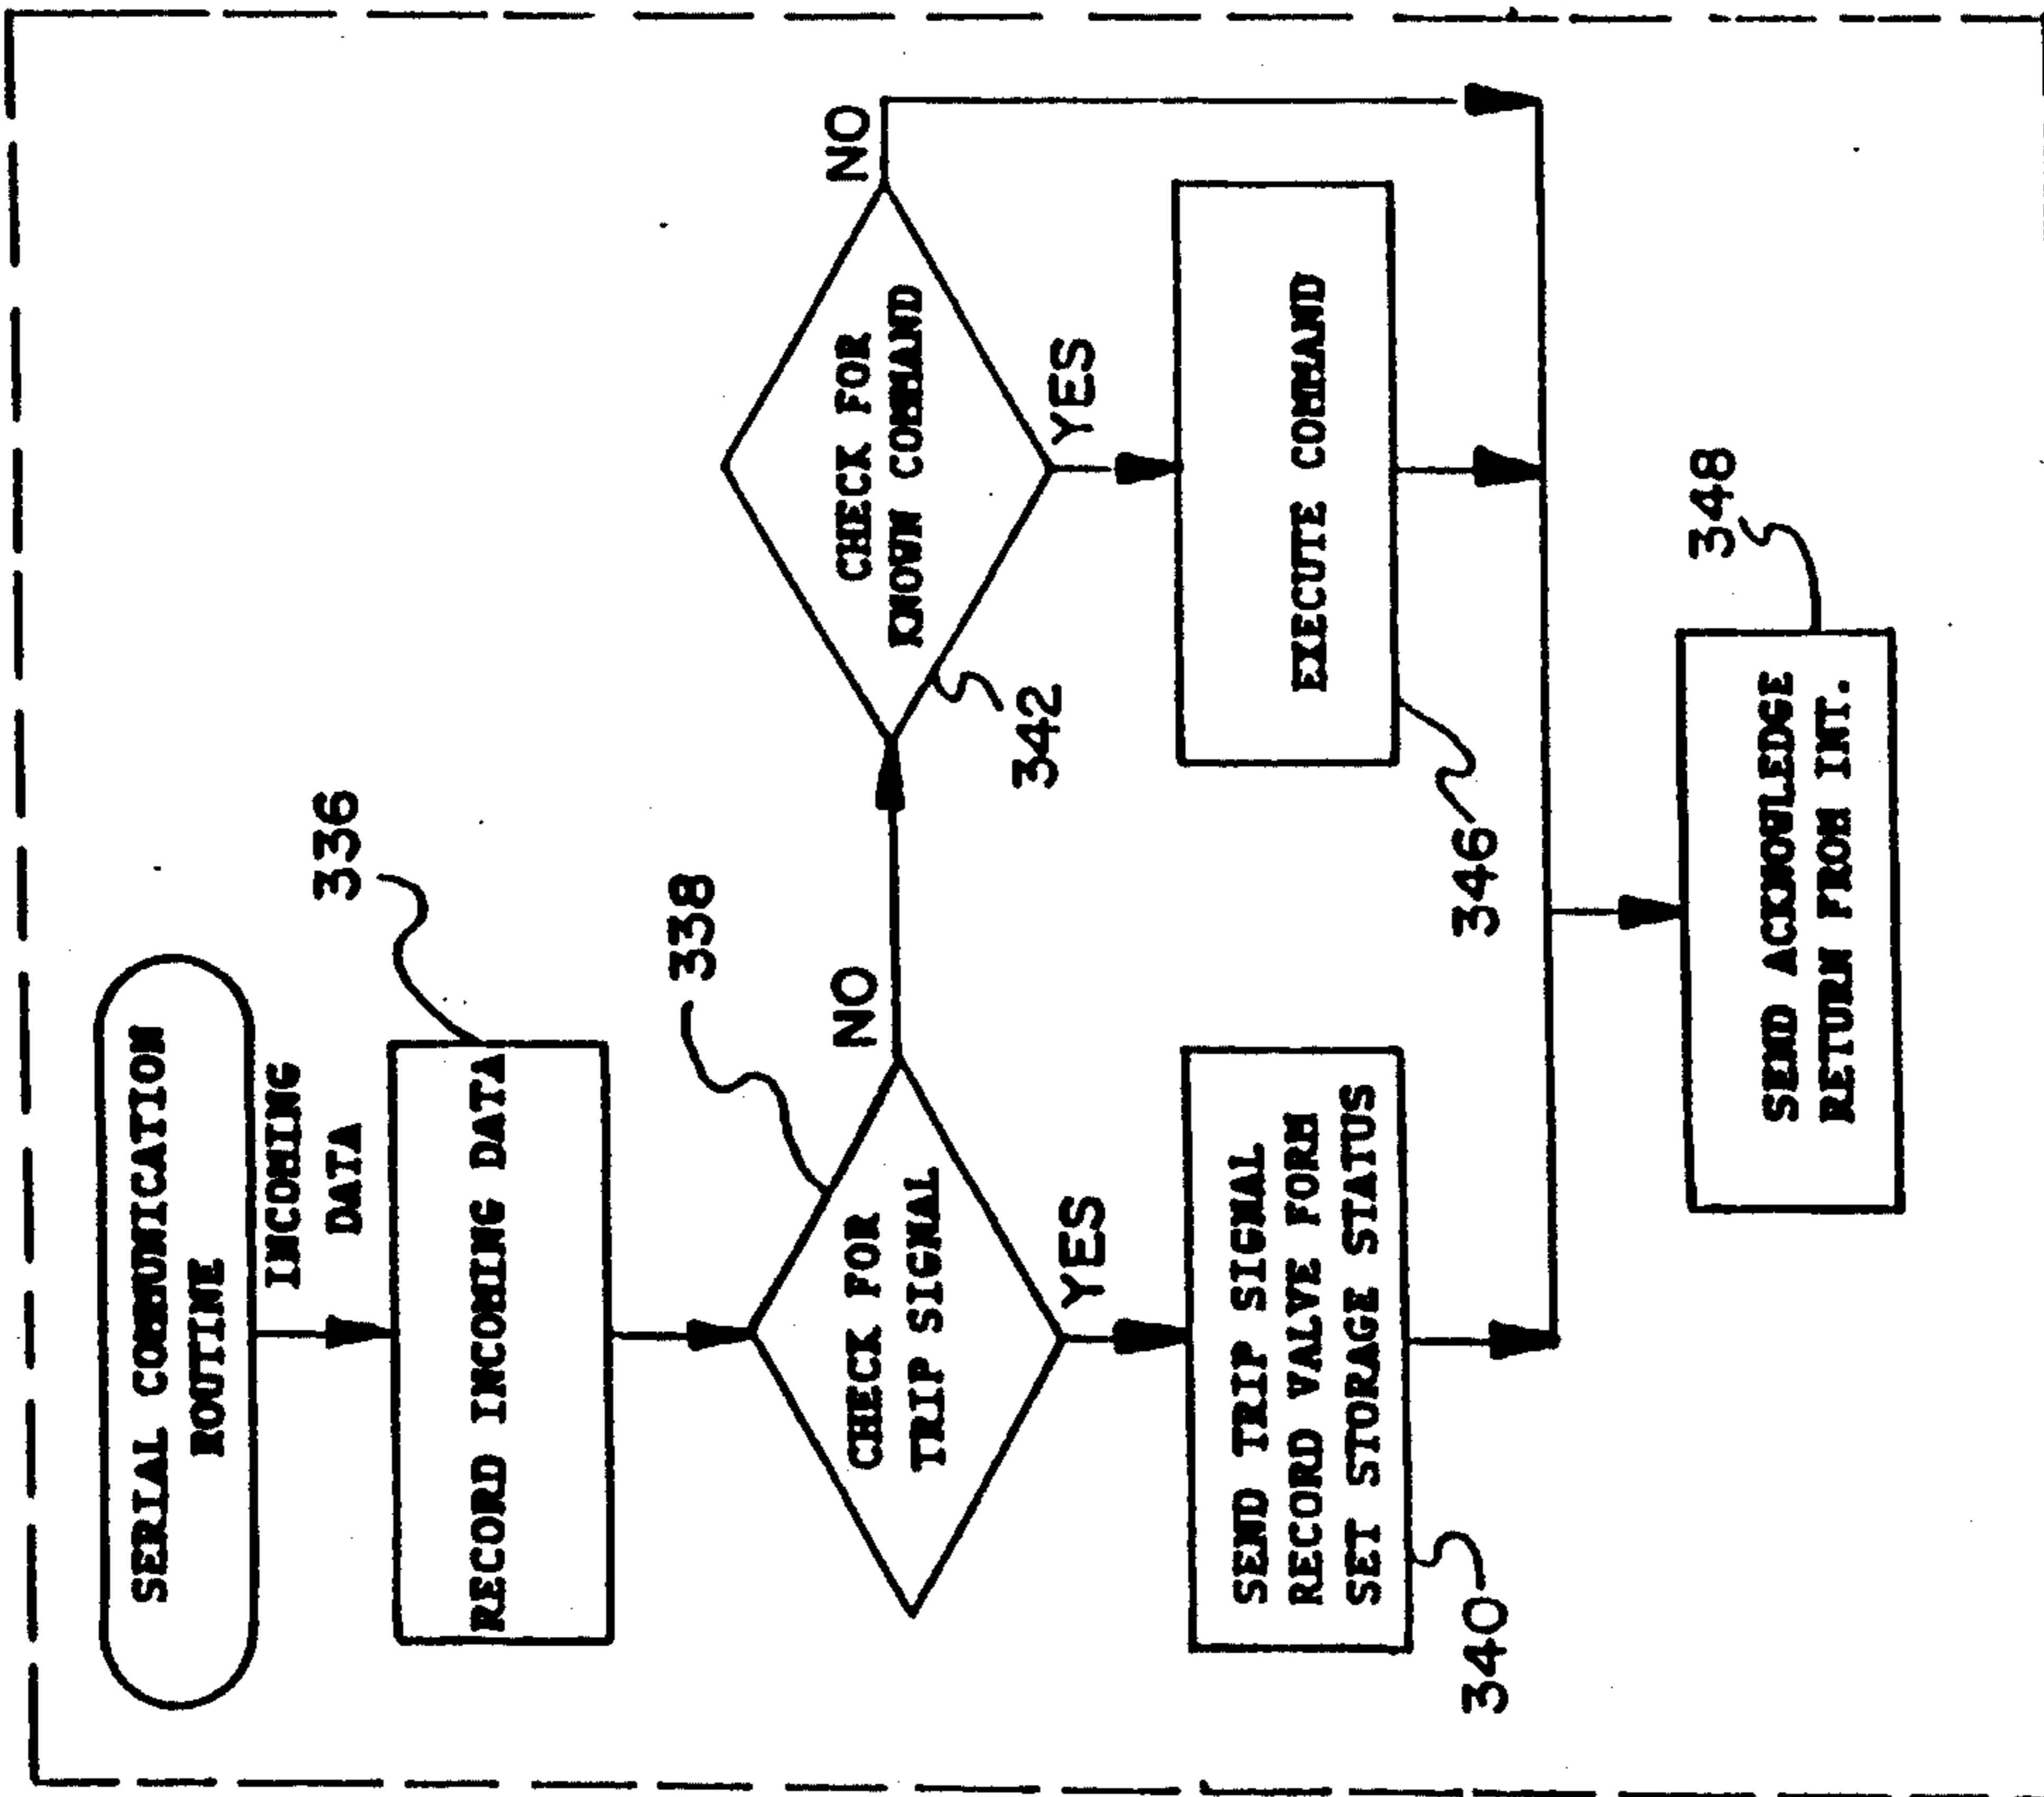 SERIAL COMMUNICATION
ROUTINE
INCOMING
DATA
336
RECORD INCOMING DATA
338
CHECK FOR
TRIP SIGNAL
NO
YES
CHECK FOR
KNOWN COMMAND
NO
YES
342
SEND TRIP SIGNAL
RECORD VALVE FORM
SET STORAGE STATUS
340
EXECUTE COMMAND
346
SEND ACKNOWLEDGE
RETURN FROM INT.
348